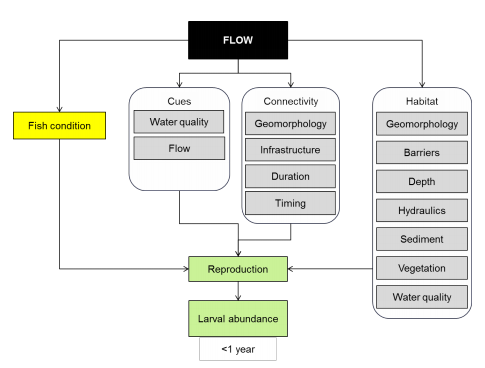 FLOW
Fish condition
Cues
Water quality
Flow
Connectivity
Geomorphology
Infrastructure
Duration
Timing
Habitat
Geomorphology
Barriers
Depth
Hydraulics
Sediment
Vegetation
Water quality
Reproduction
Larval abundance
<1 year